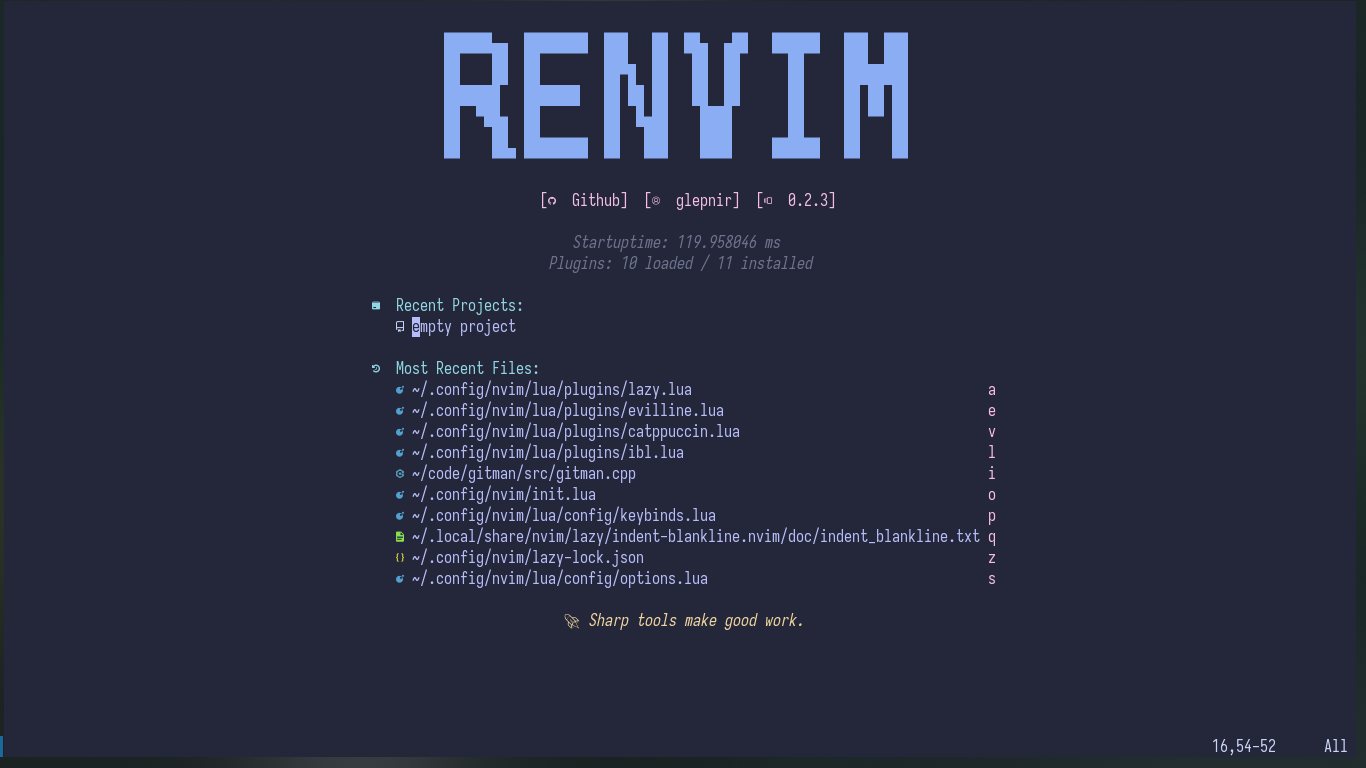 RENVIM
[ Github] [ glepnir] [ 0.2.3]
Startuptime: 119.958046 ms
Plugins: 10 loaded / 11 installed
Recent Projects:
empty project
Most Recent Files:
~/.config/nvim/lua/plugins/lazy.lua a
~/.config/nvim/lua/plugins/evilline.lua e
~/.config/nvim/lua/plugins/catppuccin.lua v
~/.config/nvim/lua/plugins/ibl.lua l
~/code/gitman/src/gitman.cpp i
~/.config/nvim/init.lua o
~/.config/nvim/lua/config/keybinds.lua p
~/.local/share/nvim/lazy/indent-blankline.nvim/doc/indent_blankline.txt q
~/.config/nvim/lazy-lock.json z
~/.config/nvim/lua/config/options.lua s
Sharp tools make good work.
16,54-52 All